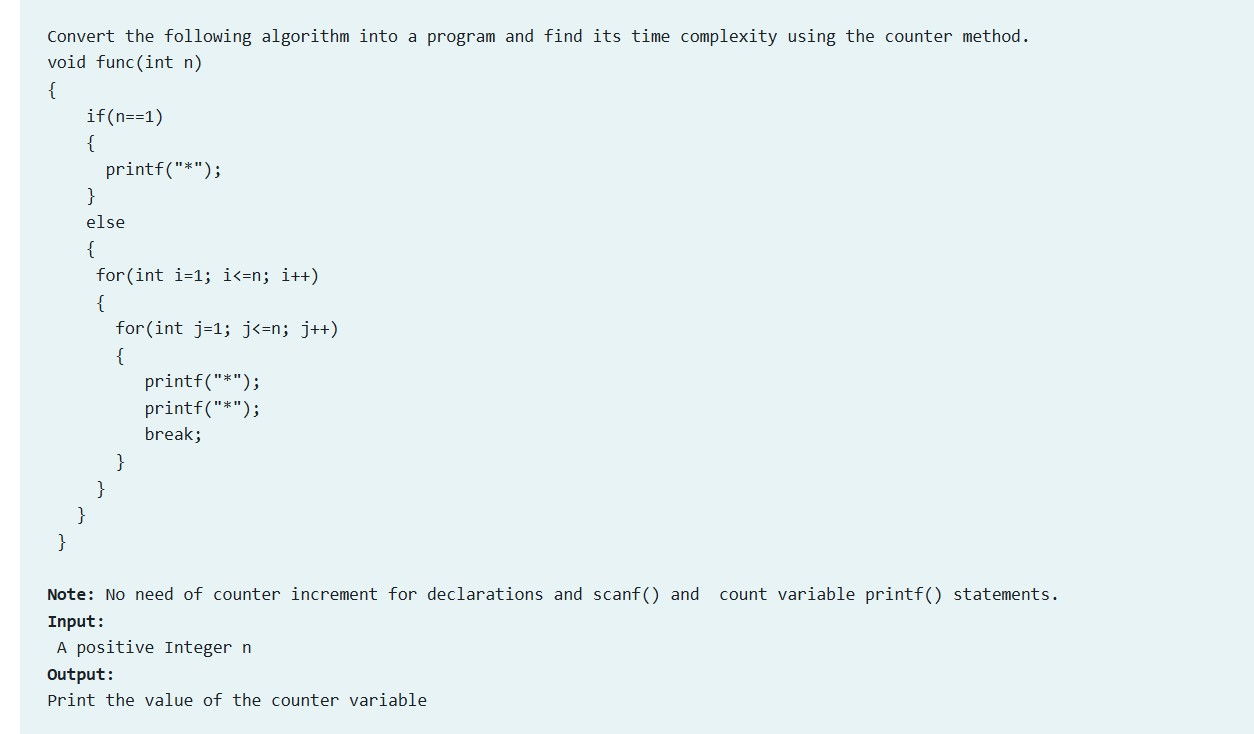 Convert the following algorithm into a program and find its time complexity using the counter method.
void func(int n)
{
    if(n==1)
    {
      printf("*");
    }
    else
    {
     for(int i=1; i<=n; i++)
     {
       for(int j=1; j<=n; j++)
       {
          printf("*");
          printf("*");
          break;
       }
     }
   }
 }
Note: No need of counter increment for declarations and scanf() and  count variable printf() statements.
Input:
 A positive Integer n
Output:
Print the value of the counter variable